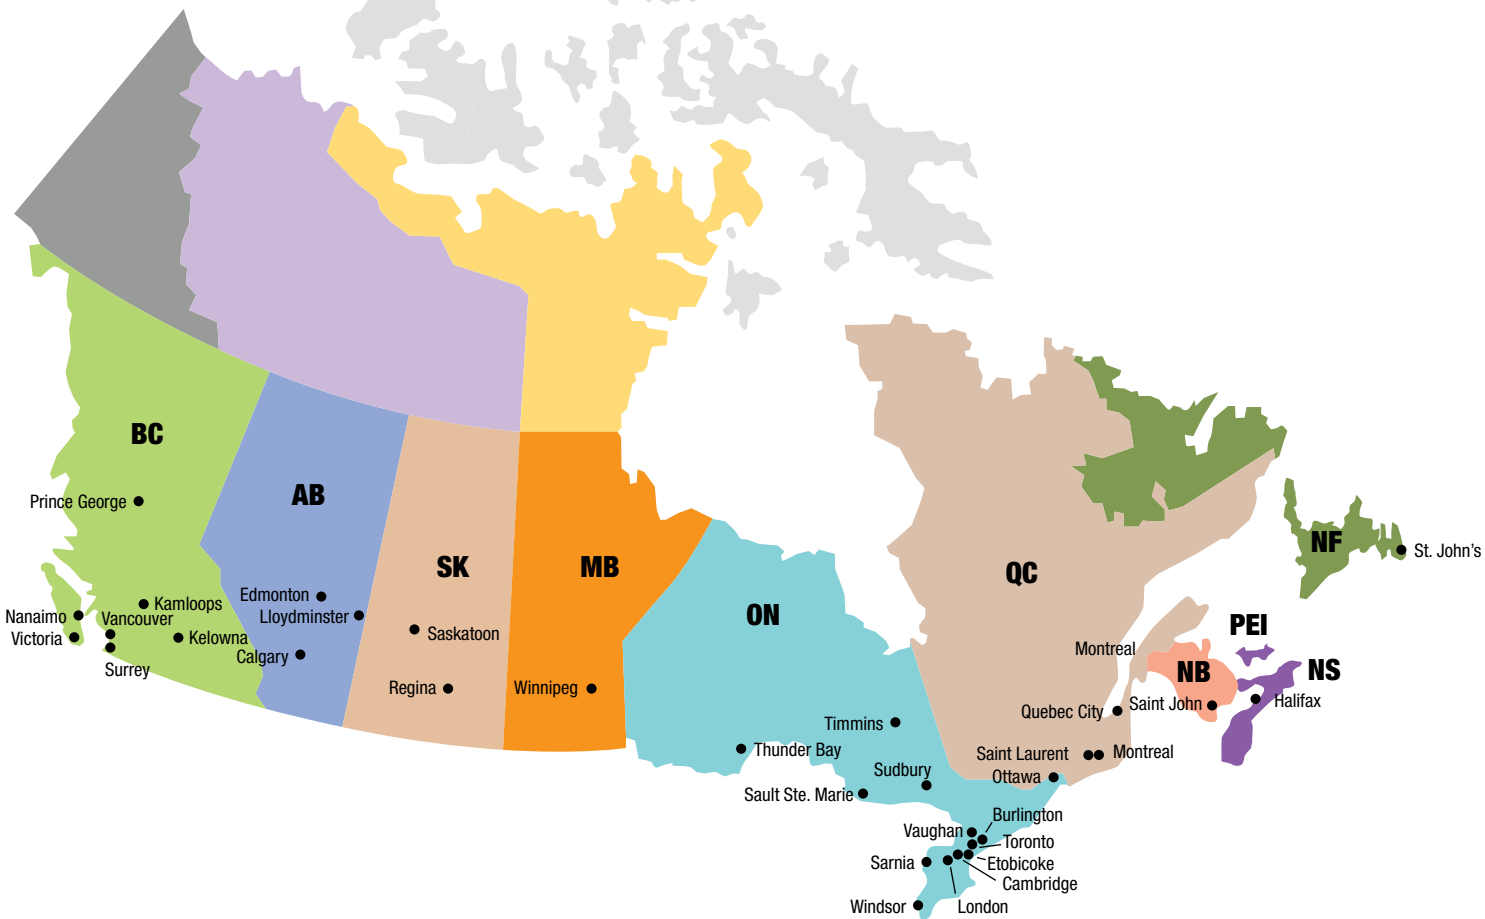 BC
Prince George
AB
Edmonton
Lloydminster
Kamloops
Nanaimo
Vancouver
Victoria
Kelowna
Surrey
Calgary
SK
Saskatoon
Regina
MB
Winnipeg
ON
Timmins
Thunder Bay
Sudbury
Sault Ste. Marie
QC
Montreal
Quebec City
Saint Laurent
Montreal
Ottawa
Burlington
Vaughan
Toronto
Sarnia
Etobicoke
Cambridge
Windsor
London
NF
St. John’s
PEI
NB
NS
Saint John
Halifax